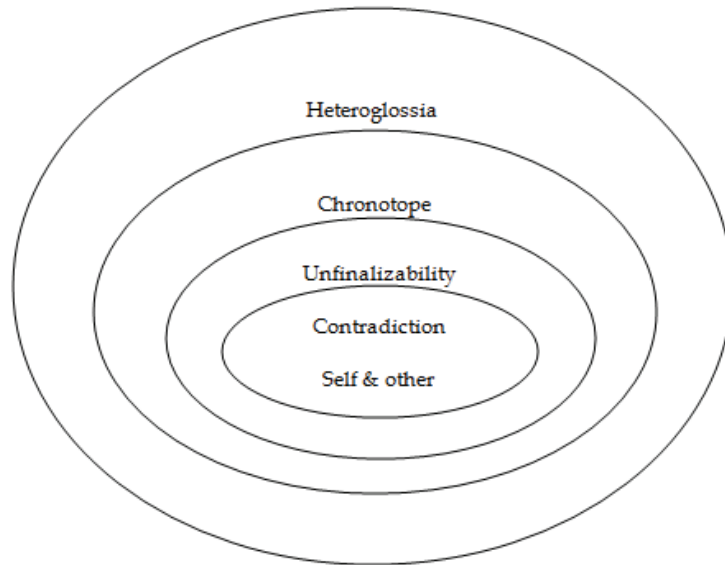 Heteroglossia
Chronotope
Unfinalizability
Contradiction
Self & other